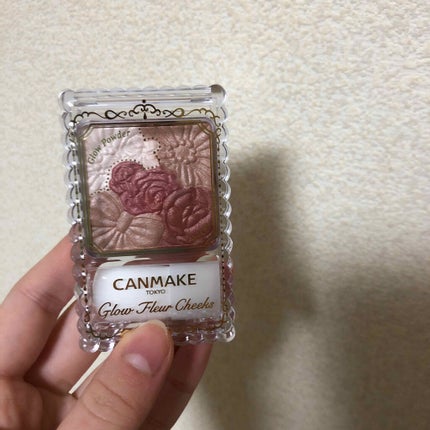 Glow Powder
CANMAKE
TOKYO
Glow Fleur Cheeks